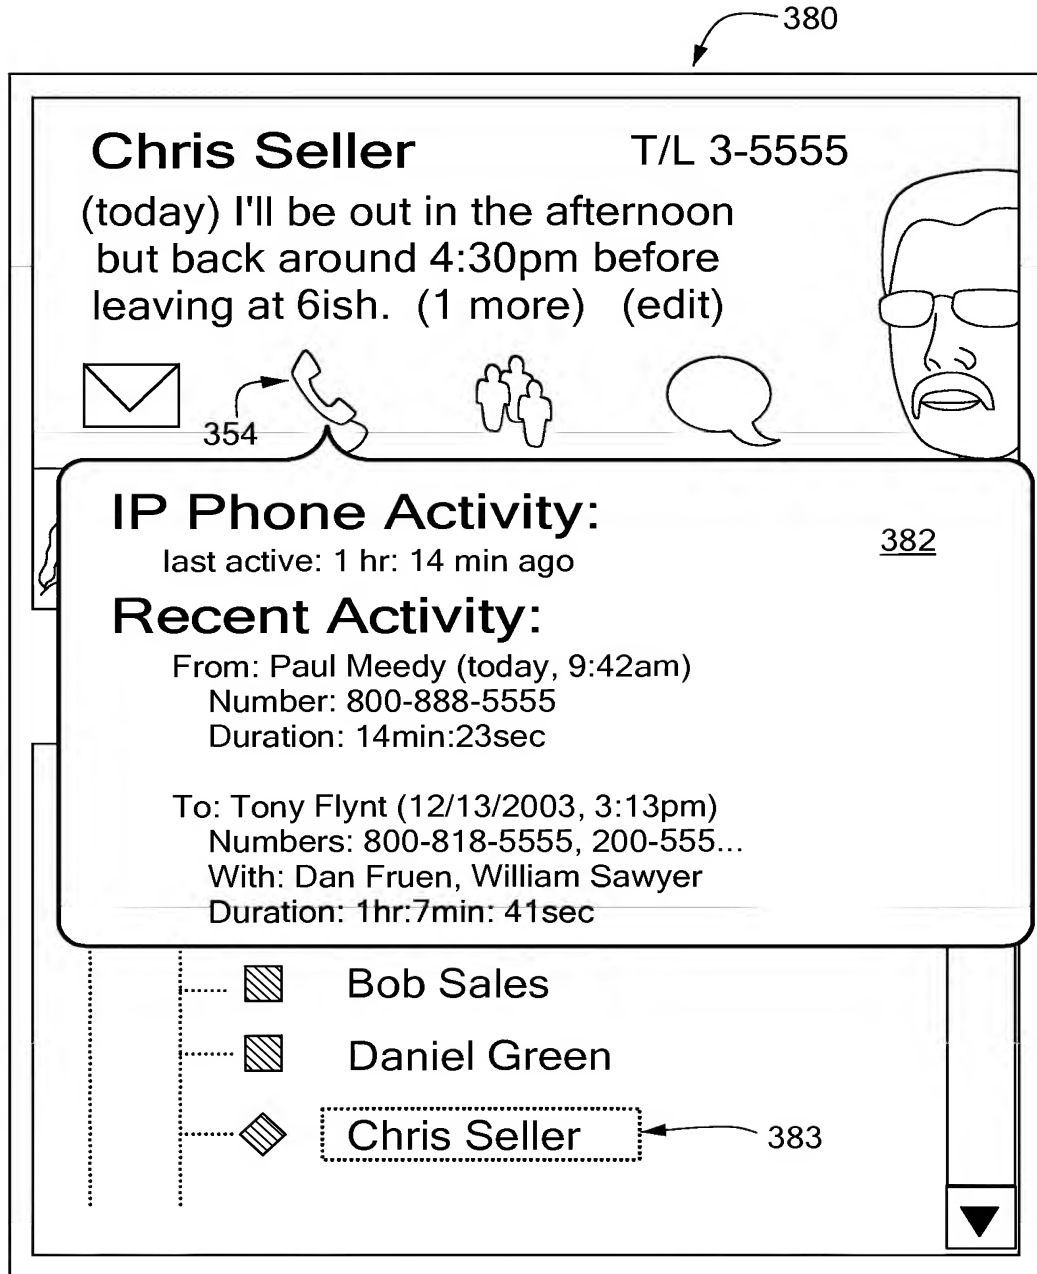 380
Chris Seller T/L 3-5555
(today) I'll be out in the afternoon
but back around 4:30pm before
leaving at 6ish. (1 more) (edit)
354
IP Phone Activity:
382
last active: 1 hr: 14 min ago
Recent Activity:
From: Paul Meedy (today, 9:42am)
Number: 800-888-5555
Duration: 14min:23sec
To: Tony Flynt (12/13/2003, 3:13pm)
Numbers: 800-818-5555, 200-555...
With: Dan Fruen, William Sawyer
Duration: 1hr:7min: 41sec
Bob Sales
Daniel Green
Chris Seller 383